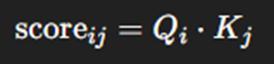 score_{ij} = Q_i · K_j